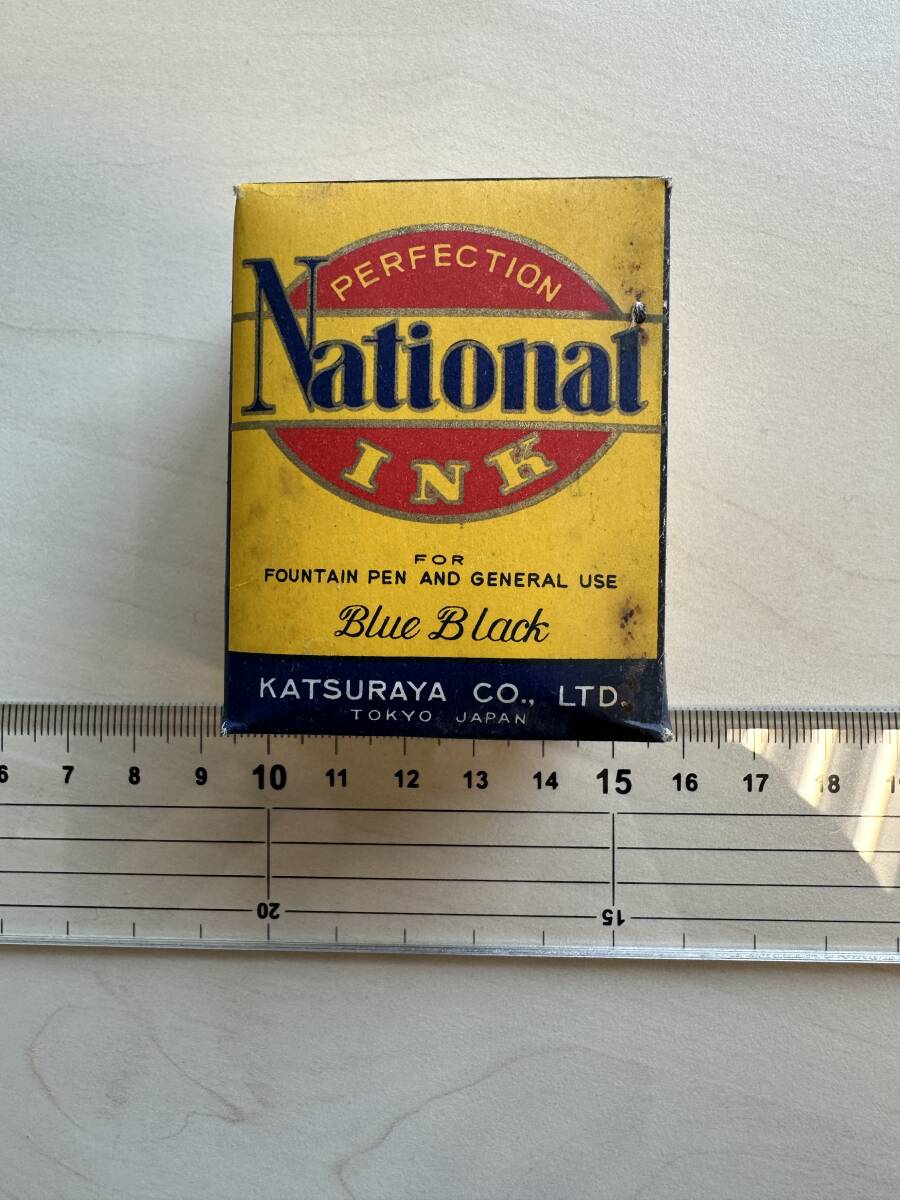 PERFECTION
National
INK
FOR
FOUNTAIN PEN AND GENERAL USE
Blue Black
KATSURAYA CO., LTD.
TOKYO JAPAN
6 7 8 9 10 11 12 13 14 15 16 17 18 19
20 15